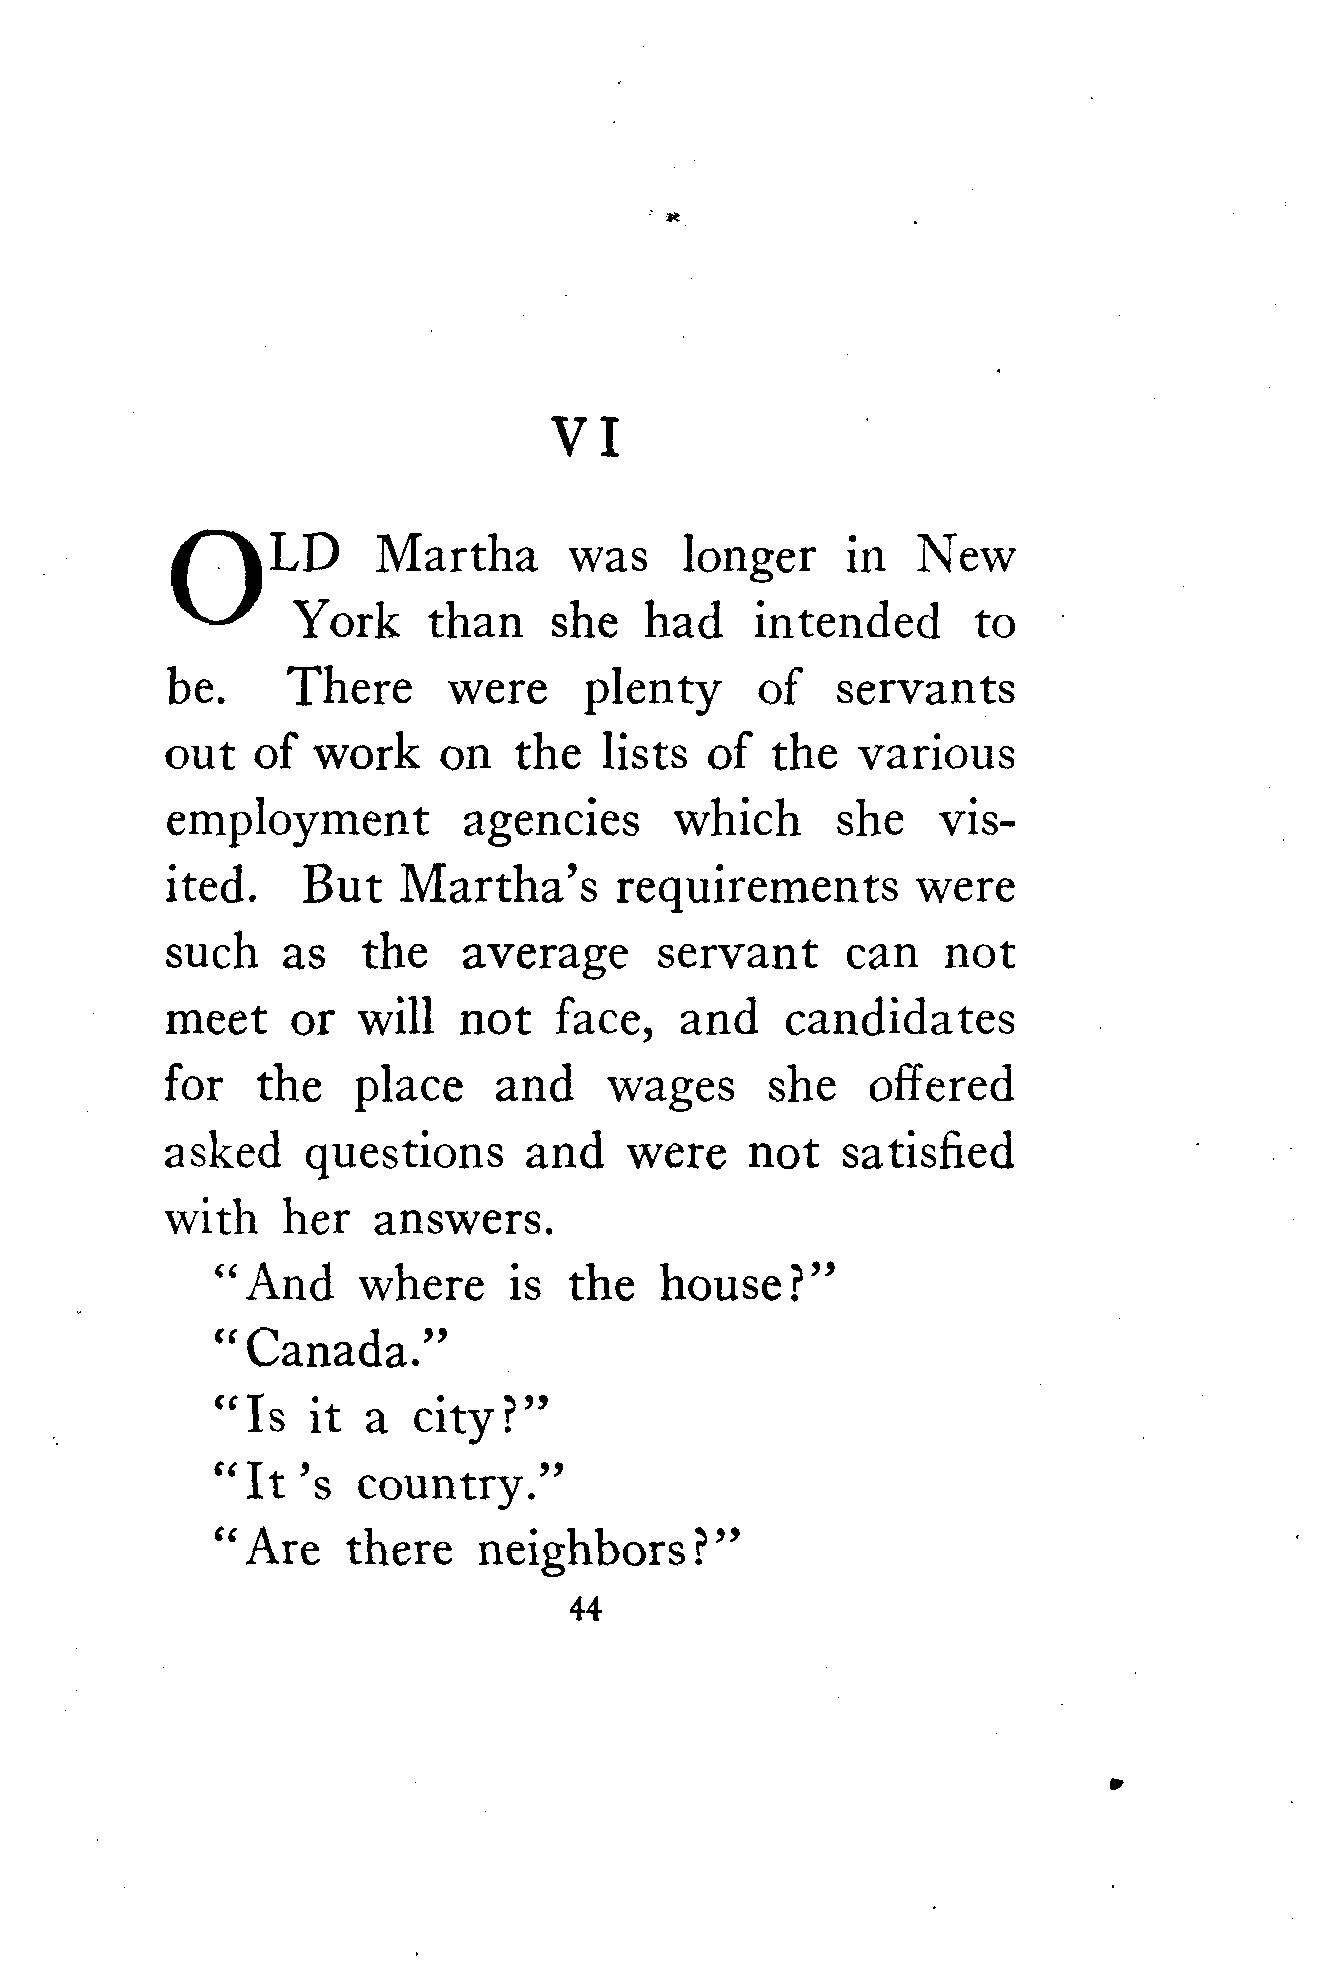 VI
OLD Martha was longer in New
York than she had intended to
be. There were plenty of servants
out of work on the lists of the various
employment agencies which she vis-
ited. But Martha's requirements were
such as the average servant can not
meet or will not face, and candidates
for the place and wages she offered
asked questions and were not satisfied
with her answers.
"And where is the house?"
"Canada."
"Is it a city?"
"It 's country."
"Are there neighbors?"
44